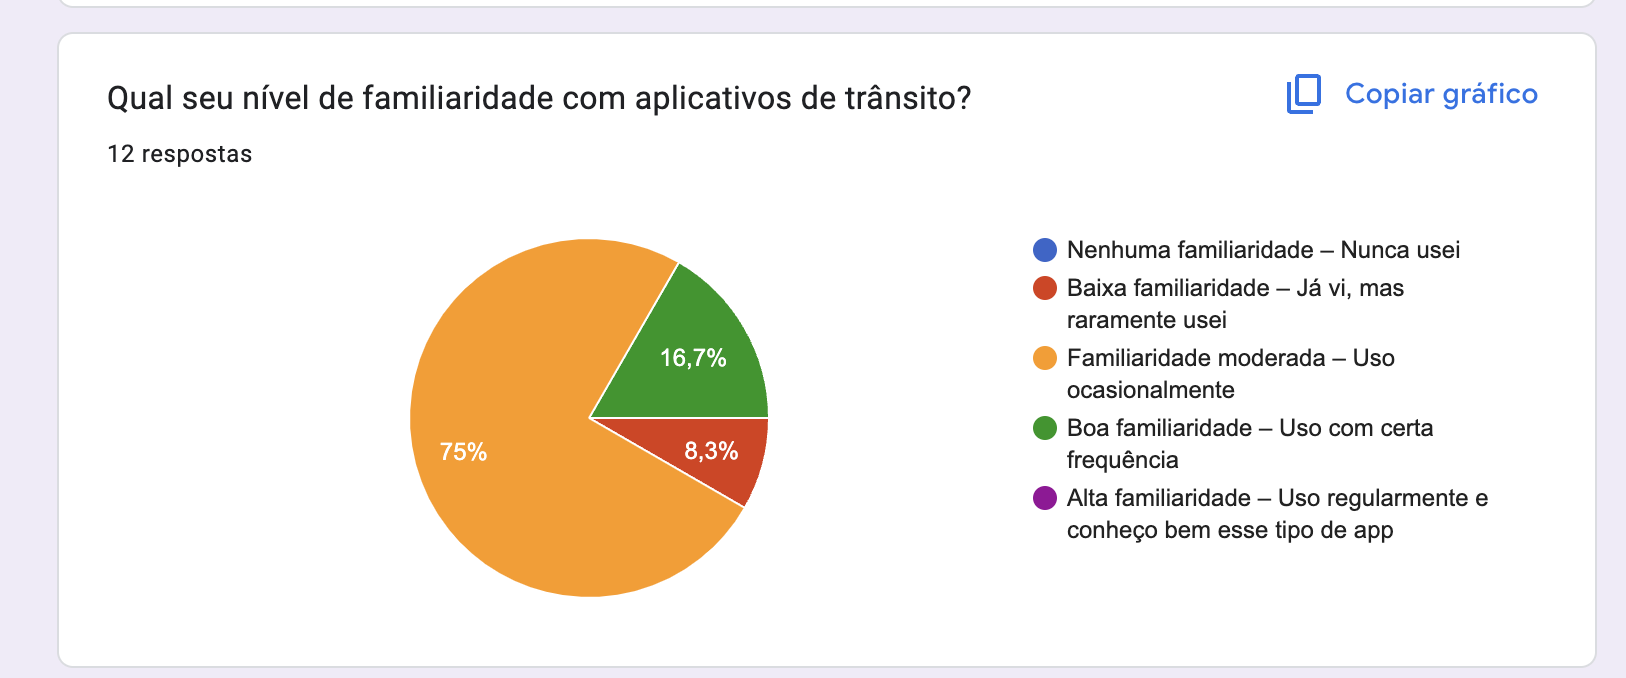 Qual seu nível de familiaridade com aplicativos de trânsito?
Copiar gráfico
12 respostas
16,7%
8,3%
75%
Nenhuma familiaridade – Nunca usei
Baixa familiaridade – Já vi, mas
raramente usei
Familiaridade moderada – Uso
ocasionalmente
Boa familiaridade – Uso com certa
frequência
Alta familiaridade – Uso regularmente e
conheço bem esse tipo de app